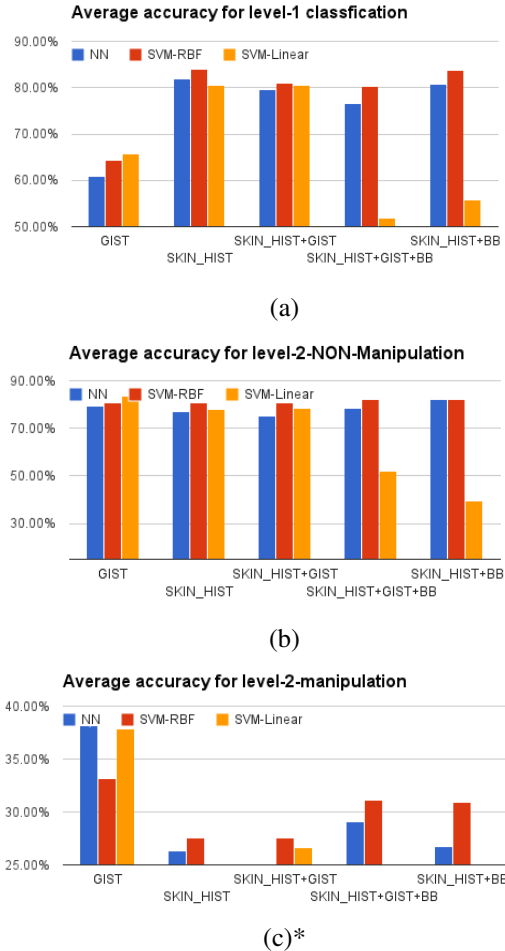 Average accuracy for level-1 classfication
90.00%
NN SVM-RBF SVM-Linear
80.00%
70.00%
60.00%
50.00%
GIST SKIN_HIST+GIST SKIN_HIST+BB
SKIN_HIST SKIN_HIST+GIST+BB
(a)
Average accuracy for level-2-NON-Manipulation
90.00%
NN SVM-RBF SVM-Linear
70.00%
50.00%
30.00%
GIST SKIN_HIST+GIST SKIN_HIST+BB
SKIN_HIST SKIN_HIST+GIST+BB
(b)
Average accuracy for level-2-manipulation
40.00%
NN SVM-RBF SVM-Linear
35.00%
30.00%
25.00%
GIST SKIN_HIST+GIST SKIN_HIST+BB
SKIN_HIST SKIN_HIST+GIST+BB
(c)*